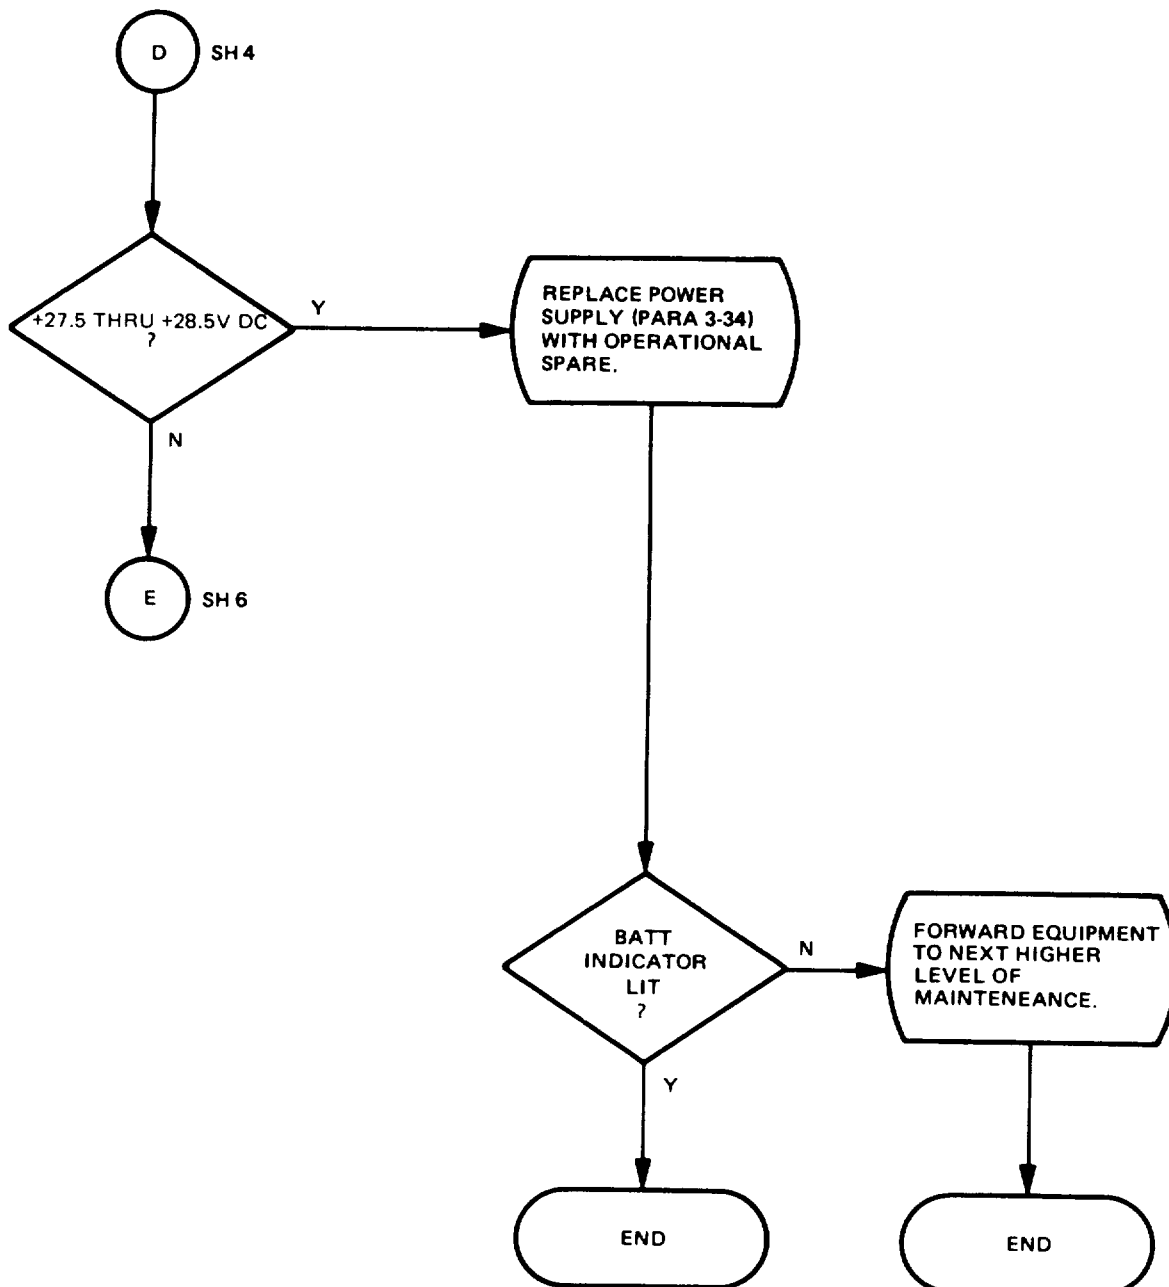 D SH 4
+27.5 THRU +28.5V DC
?
Y
REPLACE POWER
SUPPLY (PARA 3-34)
WITH OPERATIONAL
SPARE.
N
E SH 6
BATT
INDICATOR
LIT
?
N
FORWARD EQUIPMENT
TO NEXT HIGHER
LEVEL OF
MAINTENEANCE.
Y
END
END